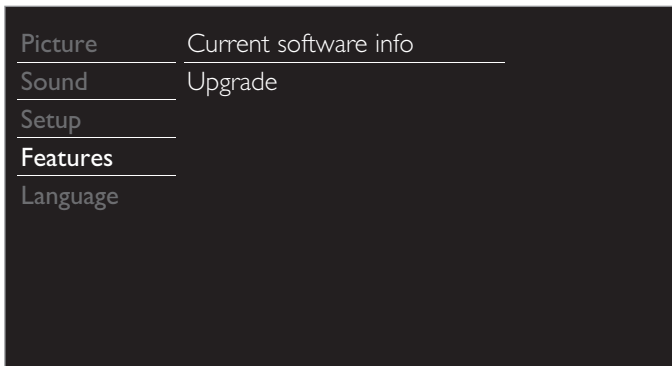 Picture
Sound
Setup
Features
Language
Current software info
Upgrade